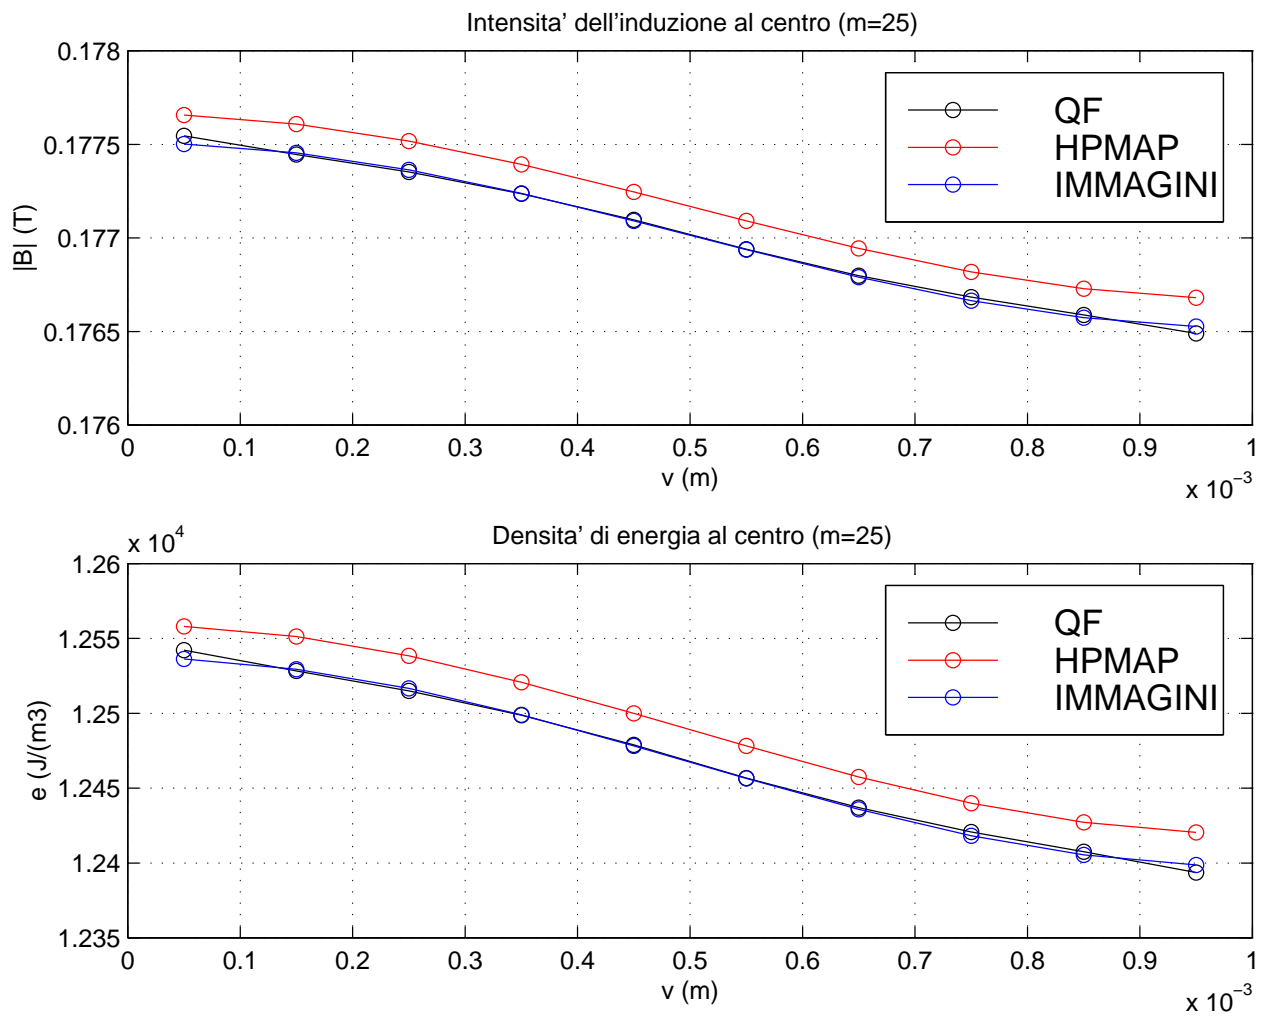 Intensita' dell'induzione al centro (m=25)
0.178
0.1775
0.177
0.1765
0.176
|B| (T)
QF
HPMAP
IMMAGINI
0 0.1 0.2 0.3 0.4 0.5 0.6 0.7 0.8 0.9 1
v (m)
x 10⁻³
Densita' di energia al centro (m=25)
x 10⁴
1.26
1.255
1.25
1.245
1.24
1.235
e (J/(m3)
QF
HPMAP
IMMAGINI
0 0.1 0.2 0.3 0.4 0.5 0.6 0.7 0.8 0.9 1
v (m)
x 10⁻³